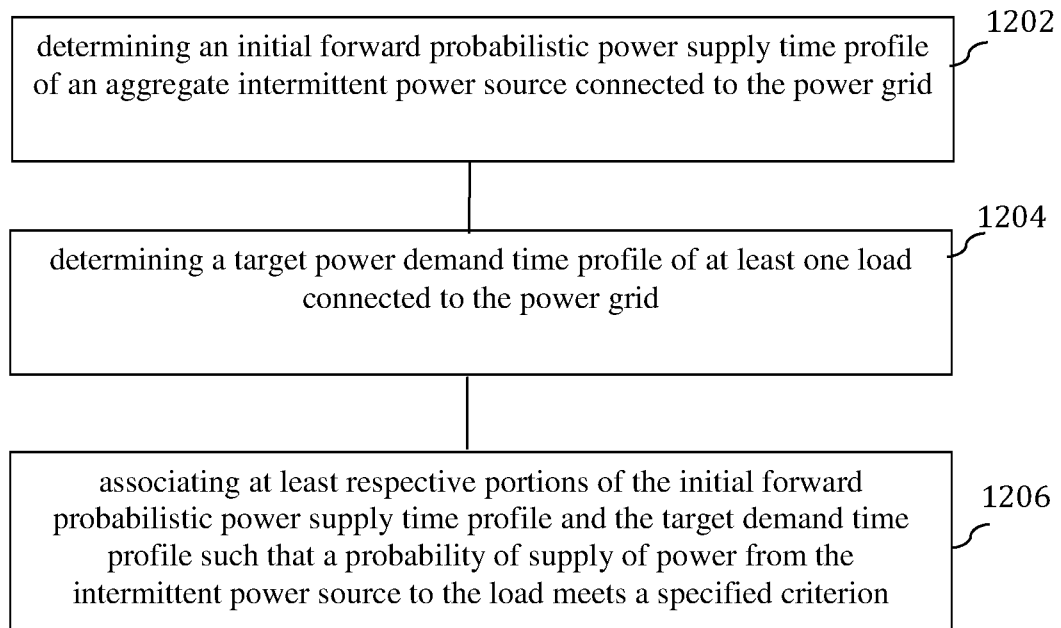 1202
determining an initial forward probabilistic power supply time profile
of an aggregate intermittent power source connected to the power grid
1204
determining a target power demand time profile of at least one load
connected to the power grid
1206
associating at least respective portions of the initial forward
probabilistic power supply time profile and the target demand time
profile such that a probability of supply of power from the
intermittent power source to the load meets a specified criterion